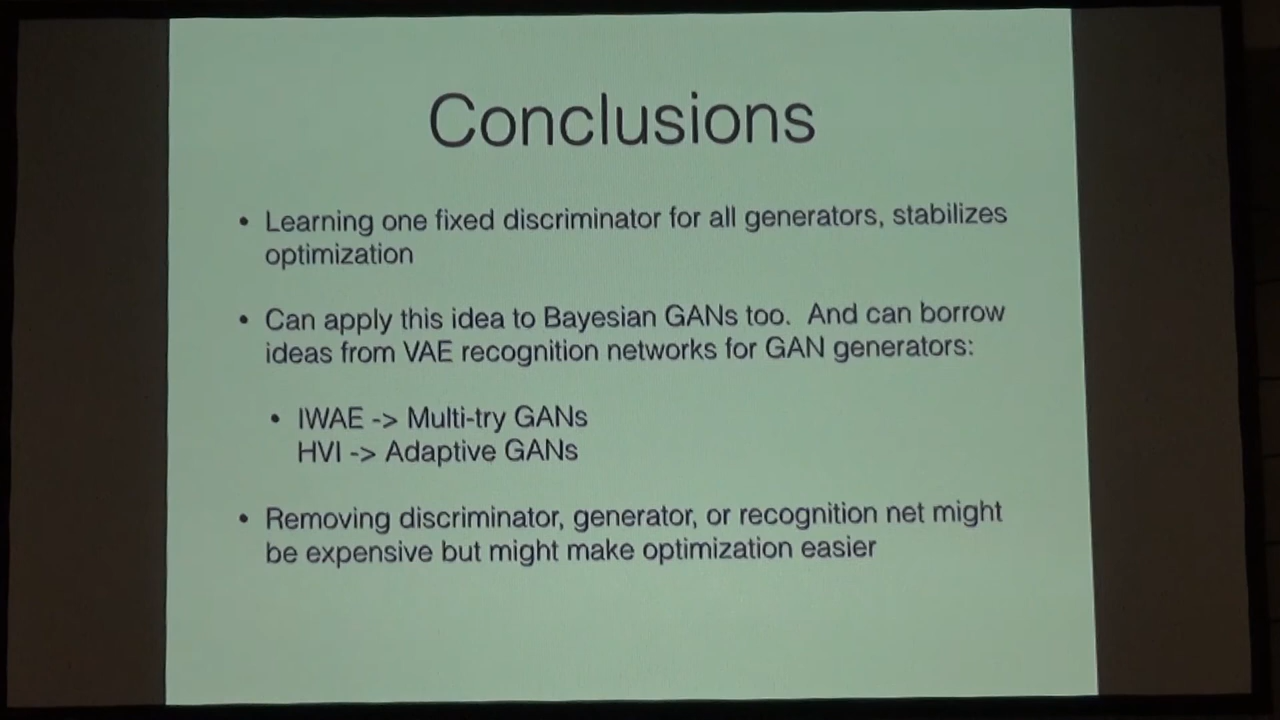 Conclusions
• Learning one fixed discriminator for all generators, stabilizes
optimization
• Can apply this idea to Bayesian GANs too. And can borrow
ideas from VAE recognition networks for GAN generators:
• IWAE -> Multi-try GANs
HVI -> Adaptive GANs
• Removing discriminator, generator, or recognition net might
be expensive but might make optimization easier